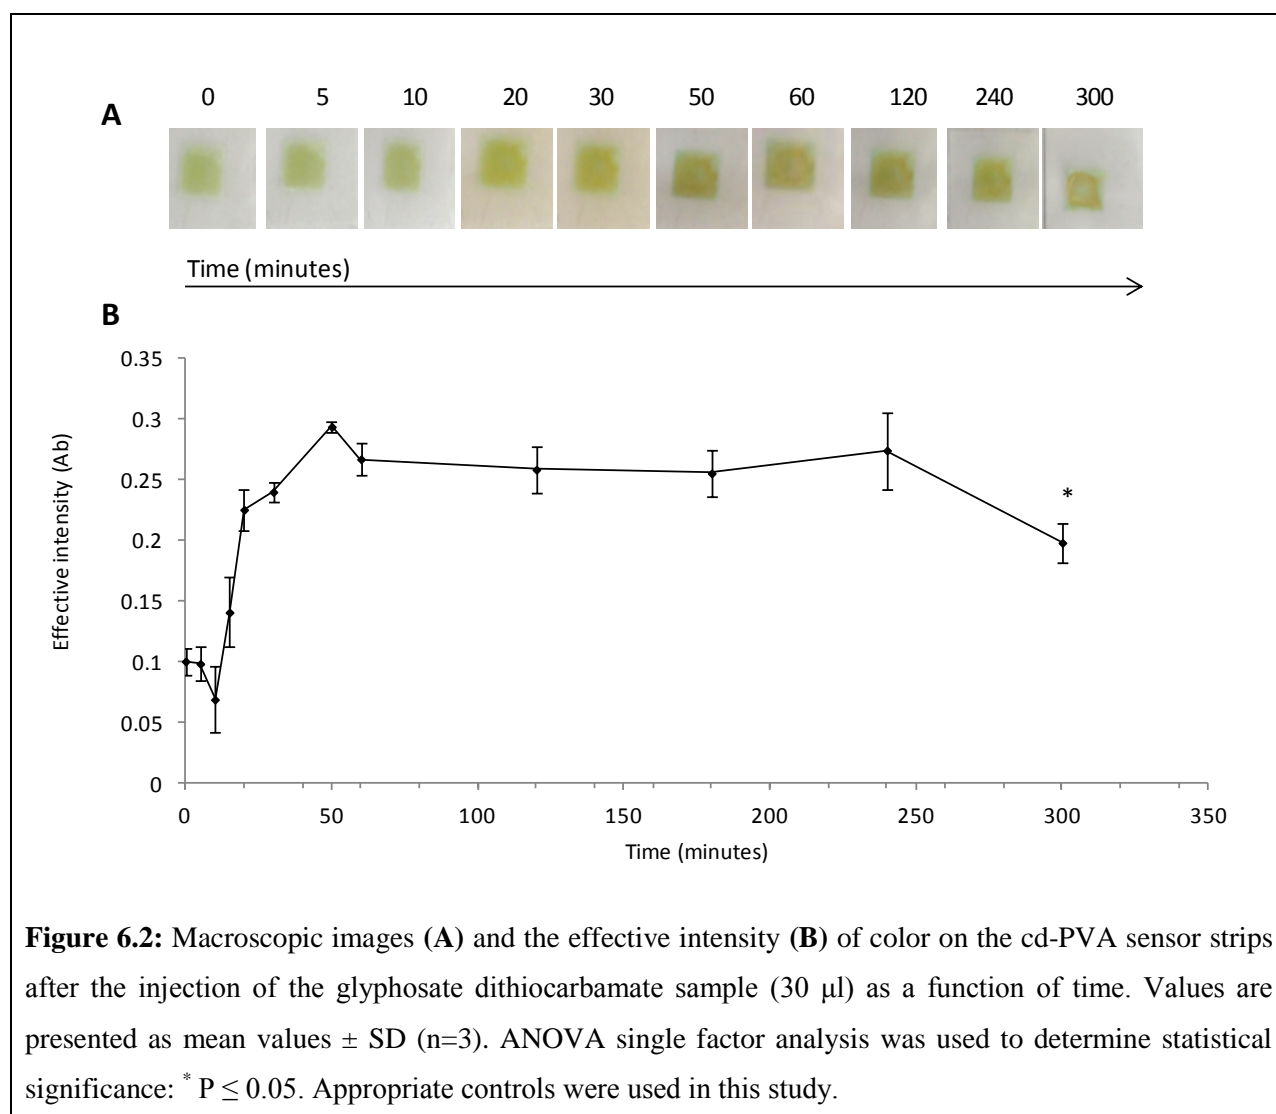 0 5 10 20 30 50 60 120 240 300
A
Time (minutes)
B
0.35
0.3
0.25
0.2
0.15
0.1
0.05
0
Effective intensity (Ab)
*
0 50 100 150 200 250 300 350
Time (minutes)
Figure 6.2: Macroscopic images (A) and the effective intensity (B) of color on the cd-PVA sensor strips
after the injection of the glyphosate dithiocarbamate sample (30 μl) as a function of time. Values are
presented as mean values ± SD (n=3). ANOVA single factor analysis was used to determine statistical
significance: * P ≤ 0.05. Appropriate controls were used in this study.